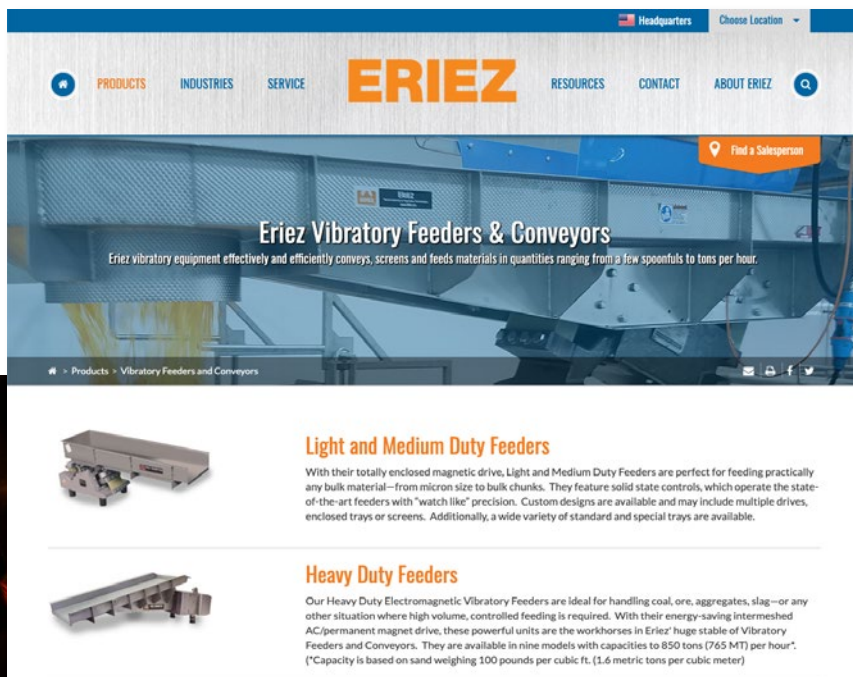 Headquarters
Choose Location
PRODUCTS
INDUSTRIES
SERVICE
ERIEZ
RESOURCES
CONTACT
ABOUT ERIEZ
Find a Salesperson
ERIEZ
Eriez Vibratory Feeders & Conveyors
Eriez vibratory equipment effectively and efficiently conveys, screens and feeds materials in quantities ranging from a few spoonfuls to tons per hour.
> Products > Vibratory Feeders and Conveyors
Light and Medium Duty Feeders
With their totally enclosed magnetic drive, Light and Medium Duty Feeders are perfect for feeding practically
any bulk material—from micron size to bulk chunks. They feature solid state controls, which operate the state-
of-the-art feeders with "watch like" precision. Custom designs are available and may include multiple drives,
enclosed trays or screens. Additionally, a wide variety of standard and special trays are available.
Heavy Duty Feeders
Our Heavy Duty Electromagnetic Vibratory Feeders are ideal for handling coal, ore, aggregates, slag—or any
other situation where high volume, controlled feeding is required. With their energy-saving intermeshed
AC/permanent magnet drive, these powerful units are the workhorses in Eriez' huge stable of Vibratory
Feeders and Conveyors. They are available in nine models with capacities to 850 tons (765 MT) per hour*.
(*Capacity is based on sand weighing 100 pounds per cubic ft. (1.6 metric tons per cubic meter)